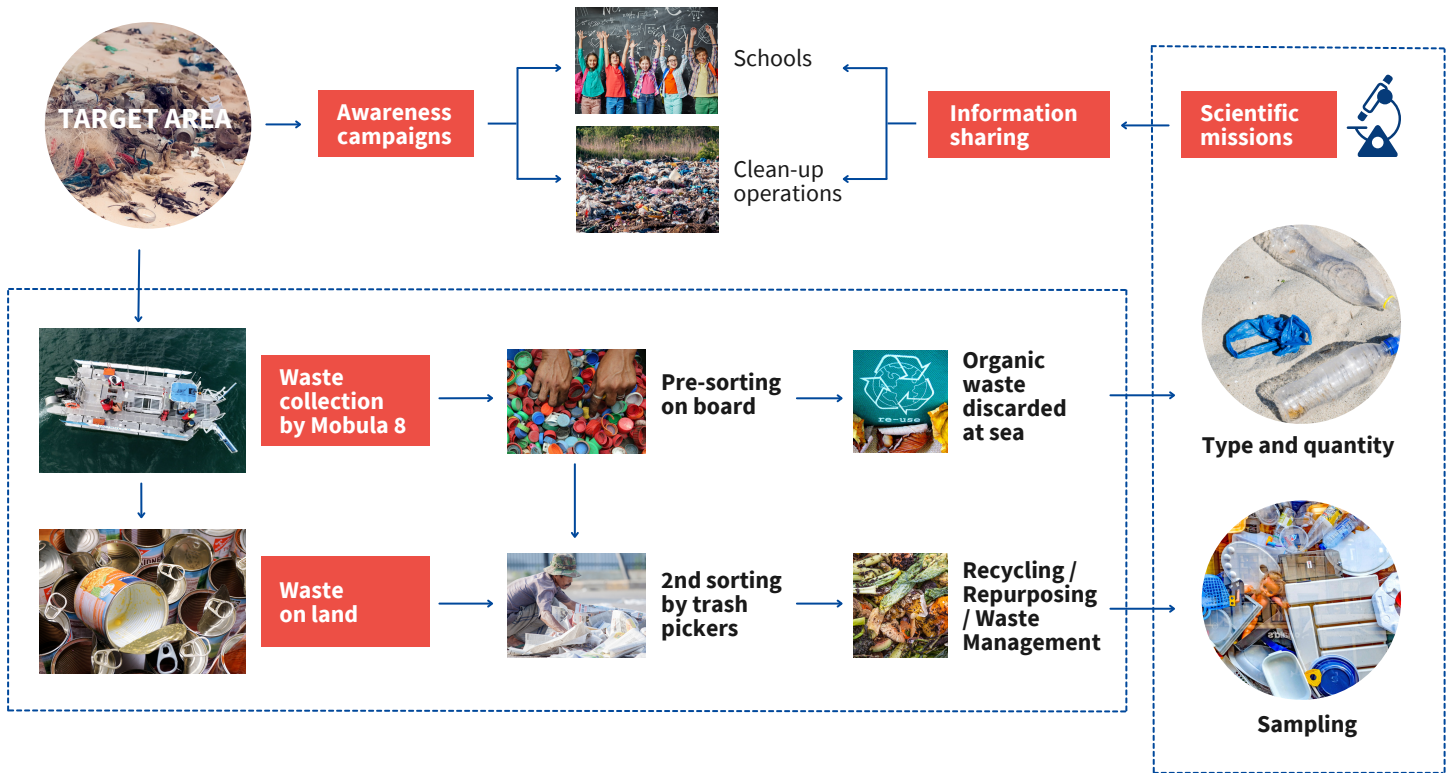 TARGET AREA
Awareness
campaigns
Schools
Clean-up
operations
Information
sharing
Scientific
missions
Waste
collection
by Mobula 8
Pre-sorting
on board
re-use
Organic
waste
discarded
at sea
Type and quantity
Waste
on land
2nd sorting
by trash
pickers
Recycling /
Repurposing
/ Waste
Management
Sampling